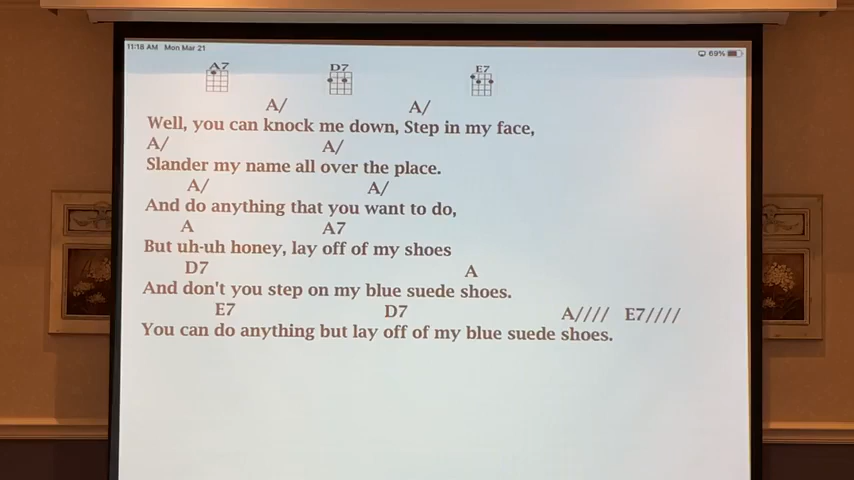 11:18 AM Mon Mar 21
69%
A7 D7 E7
A/ A/
Well, you can knock me down, Step in my face,
A/ A/
Slander my name all over the place.
A/ A/
And do anything that you want to do,
A A7
But uh-uh honey, lay off of my shoes
D7 A
And don't you step on my blue suede shoes.
E7 D7 A//// E7////
You can do anything but lay off of my blue suede shoes.